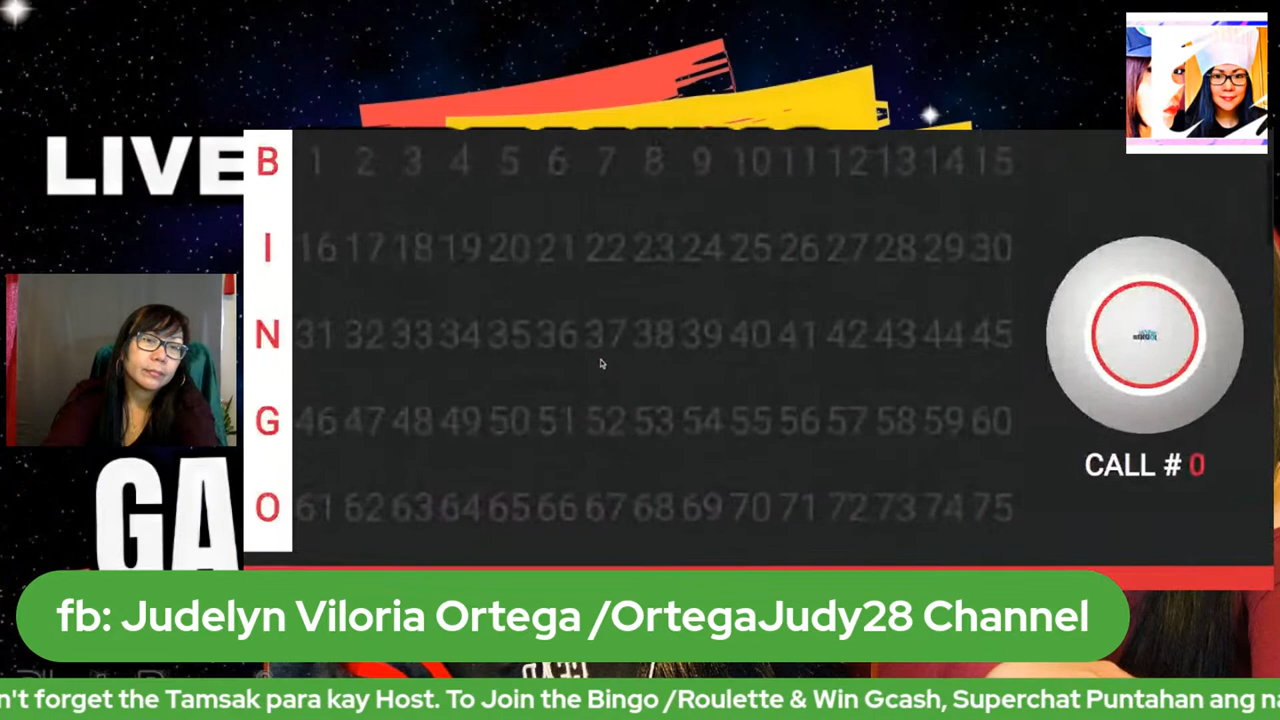 LIVE
B 1 2 3 4 5 6 7 8 9 10 11 12 13 14 15
I 16 17 18 19 20 21 22 23 24 25 26 27 28 29 30
N 31 32 33 34 35 36 37 38 39 40 41 42 43 44 45
G 46 47 48 49 50 51 52 53 54 55 56 57 58 59 60
O 61 62 63 64 65 66 67 68 69 70 71 72 73 74 75
CALL # 0
GA
fb: Judelyn Viloria Ortega /OrtegaJudy28 Channel
n't forget the Tamsak para kay Host. To Join the Bingo /Roulette & Win Gcash, Superchat Puntahan ang na